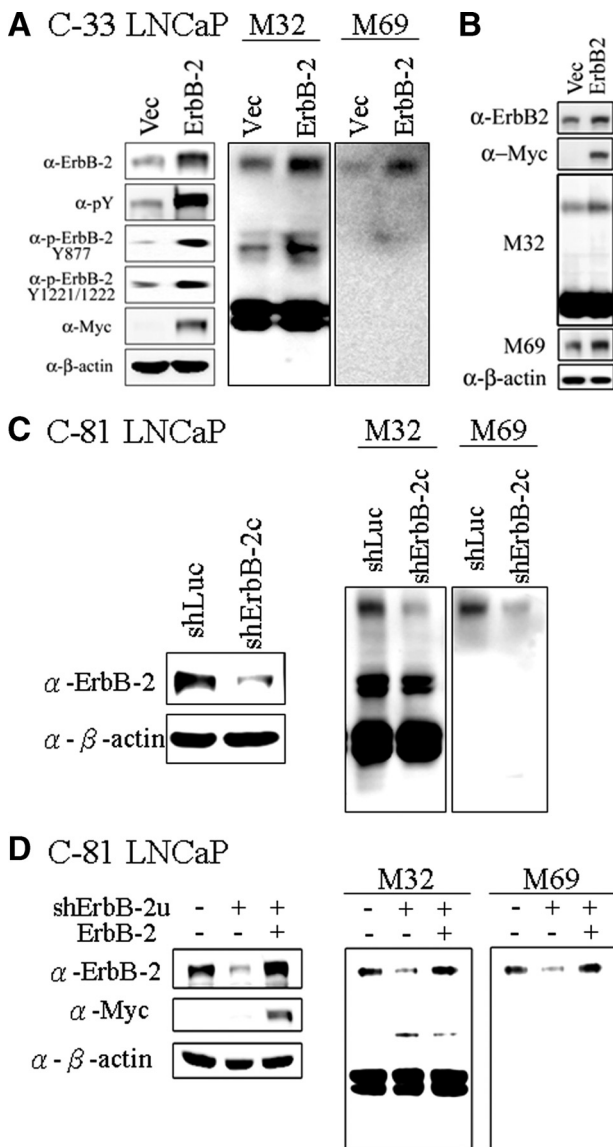 A C-33 LNCaP
M32 M69
Vec ErbB-2 Vec ErbB-2 Vec ErbB-2
α-ErbB-2
α-pY
α-p-ErbB-2
Y877
α-p-ErbB-2
Y1221/1222
α-Myc
α-β-actin
B
Vec ErbB2
α-ErbB2
α-Myc
M32
M69
α-β-actin
C C-81 LNCaP
M32 M69
shLuc shErbB-2c shLuc shErbB-2c shLuc shErbB-2c
α-ErbB-2
α-β-actin
D C-81 LNCaP
M32 M69
shErbB-2u - + + - + + - + +
ErbB-2 - - + - - + - - +
α-ErbB-2
α-Myc
α-β-actin